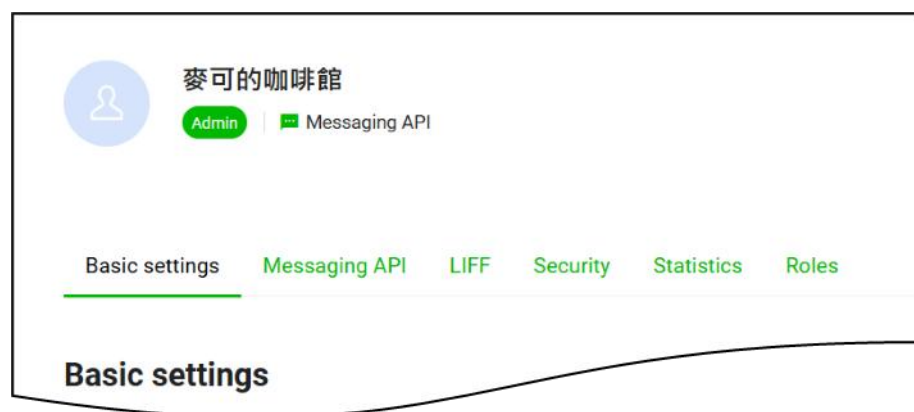 麥可的咖啡館
Admin Messaging API
Basic settings Messaging API LIFF Security Statistics Roles
Basic settings